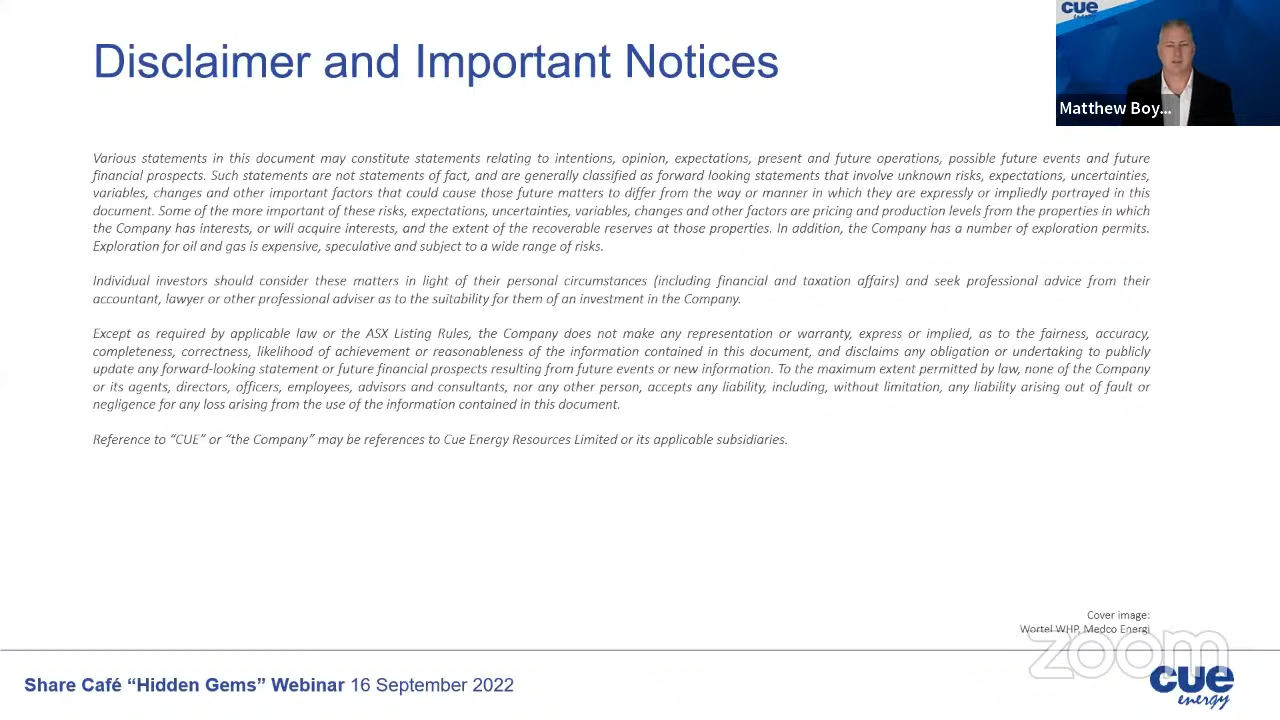 Disclaimer and Important Notices
cue
energy
Matthew Boy...
Various statements in this document may constitute statements relating to intentions, opinion, expectations, present and future operations, possible future events and future
financial prospects. Such statements are not statements of fact, and are generally classified as forward looking statements that involve unknown risks, expectations, uncertainties,
variables, changes and other important factors that could cause those future matters to differ from the way or manner in which they are expressly or impliedly portrayed in this
document. Some of the more important of these risks, expectations, uncertainties, variables, changes and other factors are pricing and production levels from the properties in which
the Company has interests, or will acquire interests, and the extent of the recoverable reserves at those properties. In addition, the Company has a number of exploration permits.
Exploration for oil and gas is expensive, speculative and subject to a wide range of risks.
Individual investors should consider these matters in light of their personal circumstances (including financial and taxation affairs) and seek professional advice from their
accountant, lawyer or other professional adviser as to the suitability for them of an investment in the Company.
Except as required by applicable law or the ASX Listing Rules, the Company does not make any representation or warranty, express or implied, as to the fairness, accuracy,
completeness, correctness, likelihood of achievement or reasonableness of the information contained in this document, and disclaims any obligation or undertaking to publicly
update any forward-looking statement or future financial prospects resulting from future events or new information. To the maximum extent permitted by law, none of the Company
or its agents, directors, officers, employees, advisors and consultants, nor any other person, accepts any liability, including, without limitation, any liability arising out of fault or
negligence for any loss arising from the use of the information contained in this document.
Reference to “CUE” or “the Company” may be references to Cue Energy Resources Limited or its applicable subsidiaries.
Cover image:
Wortel WHP, Medco Energi
zoom
Share Café “Hidden Gems” Webinar 16 September 2022
cue
energy